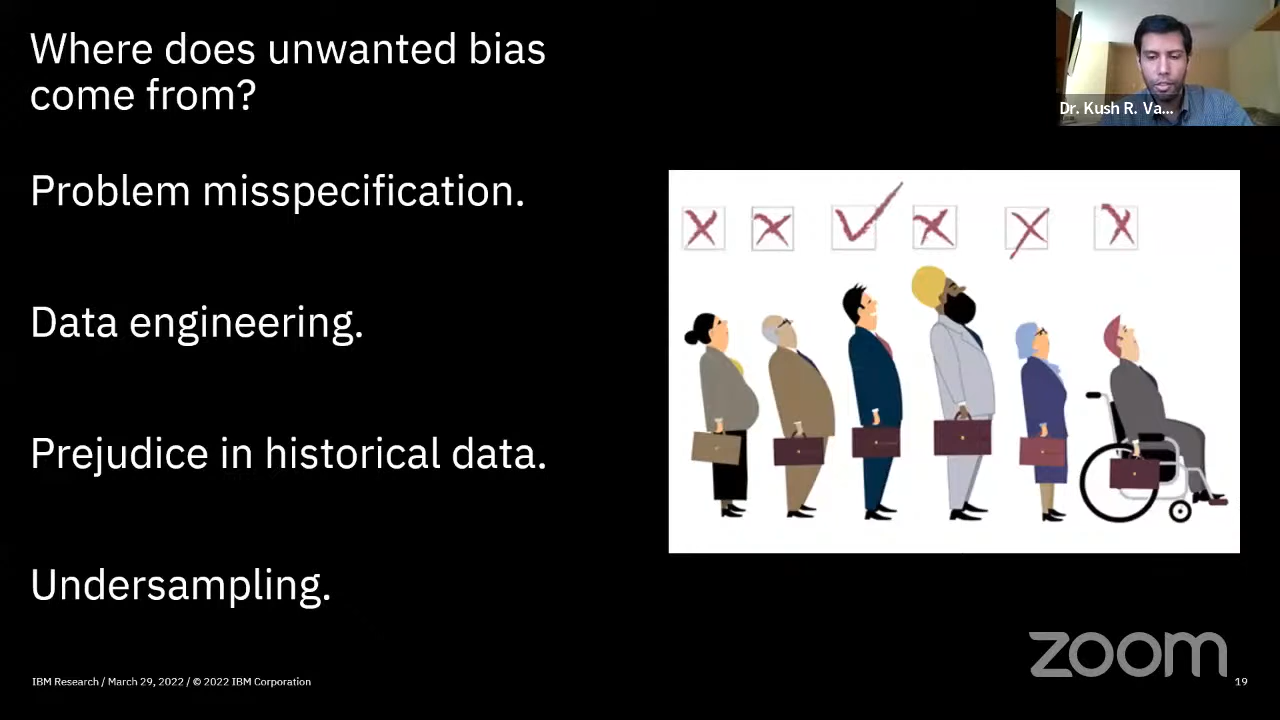 Where does unwanted bias
come from?
Dr. Kush R. Va...
Problem misspecification.
Data engineering.
Prejudice in historical data.
Undersampling.
zoom
IBM Research / March 29, 2022 / © 2022 IBM Corporation
19